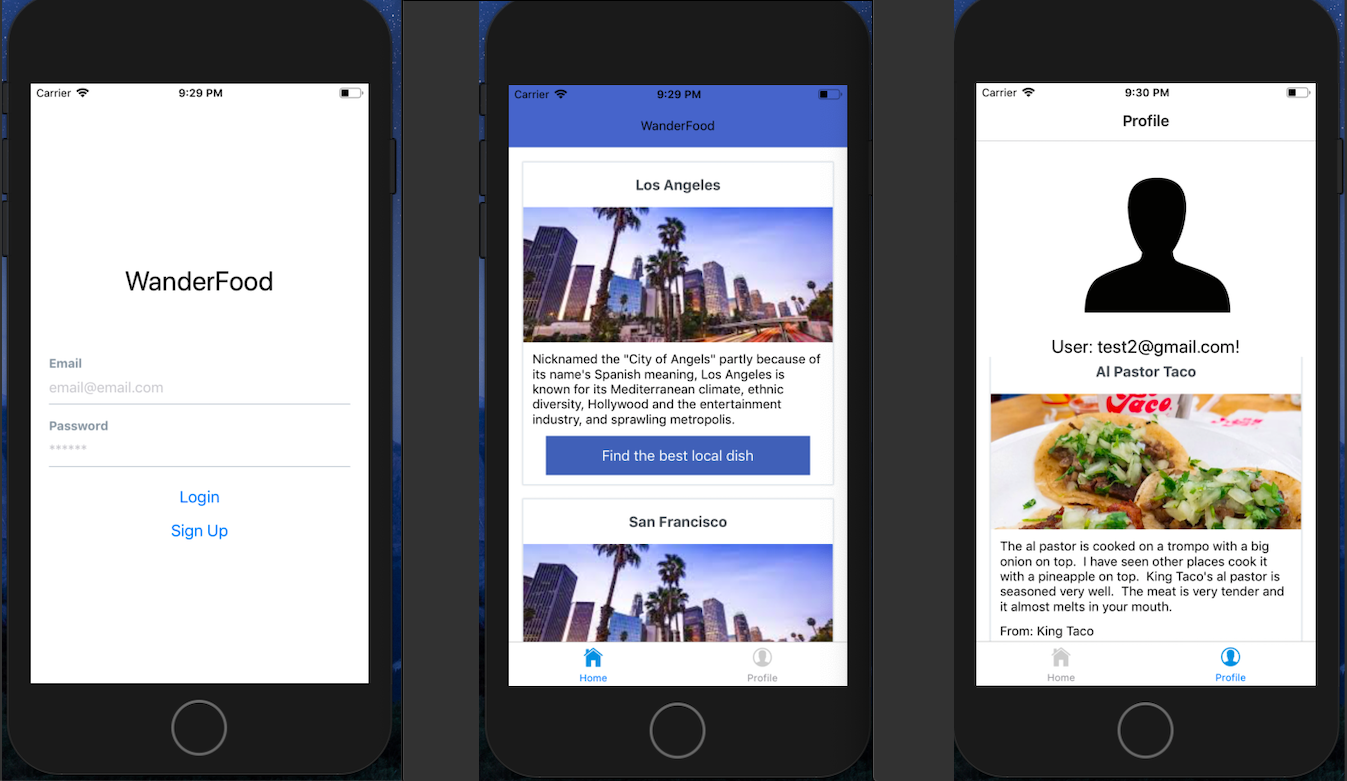 Carrier 9:29 PM
WanderFood
Email
email@email.com
Password
******
Login
Sign Up
Carrier 9:29 PM
WanderFood
Los Angeles
Nicknamed the "City of Angels" partly because of
its name's Spanish meaning, Los Angeles is
known for its Mediterranean climate, ethnic
diversity, Hollywood and the entertainment
industry, and sprawling metropolis.
Find the best local dish
San Francisco
Home Profile
Carrier 9:30 PM
Profile
User: test2@gmail.com!
Al Pastor Taco
Taco.
The al pastor is cooked on a trompo with a big
onion on top. I have seen other places cook it
with a pineapple on top. King Taco's al pastor is
seasoned very well. The meat is very tender and
it almost melts in your mouth.
From: King Taco
Home Profile